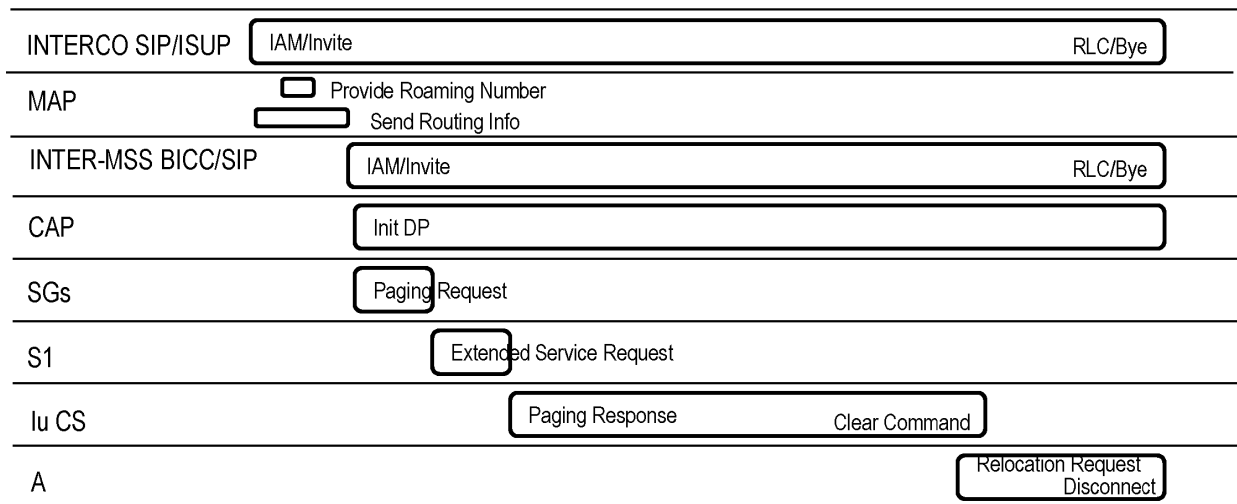 INTERCO SIP/ISUP
IAM/Invite
RLC/Bye
MAP
Provide Roaming Number
Send Routing Info
INTER-MSS BICC/SIP
IAM/Invite
RLC/Bye
CAP
Init DP
SGs
Paging Request
S1
Extended Service Request
Iu CS
Paging Response
Clear Command
A
Relocation Request
Disconnect